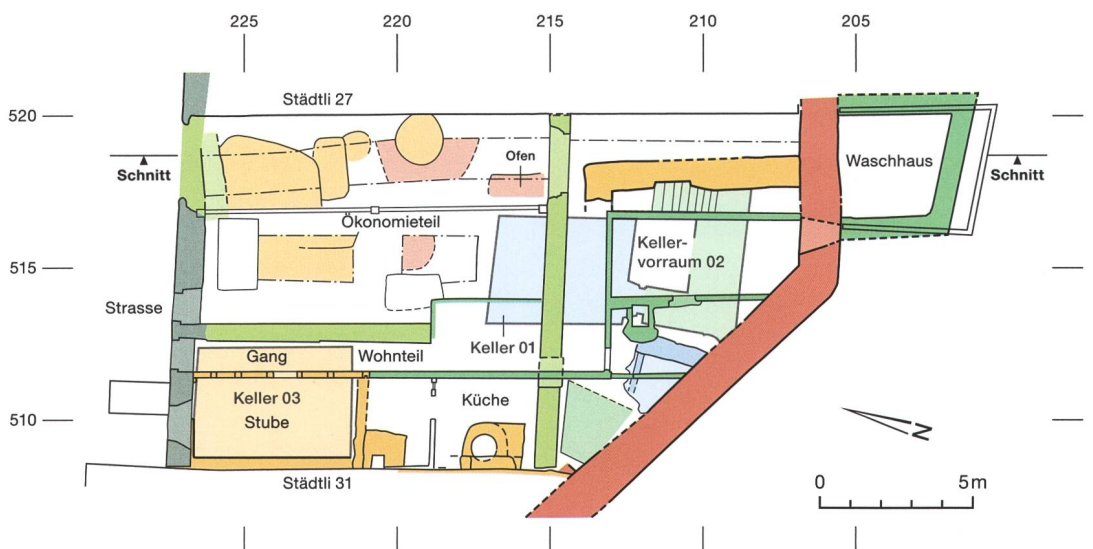 225
220
215
210
205
520
Städtli 27
Ofen
Waschhaus
Schnitt
Schnitt
Ökonomieteil
Keller-
vorraum 02
515
Strasse
Keller 01
Gang
Wohnteil
Keller 03
Stube
Küche
510
N
0
5m
Städtli 31